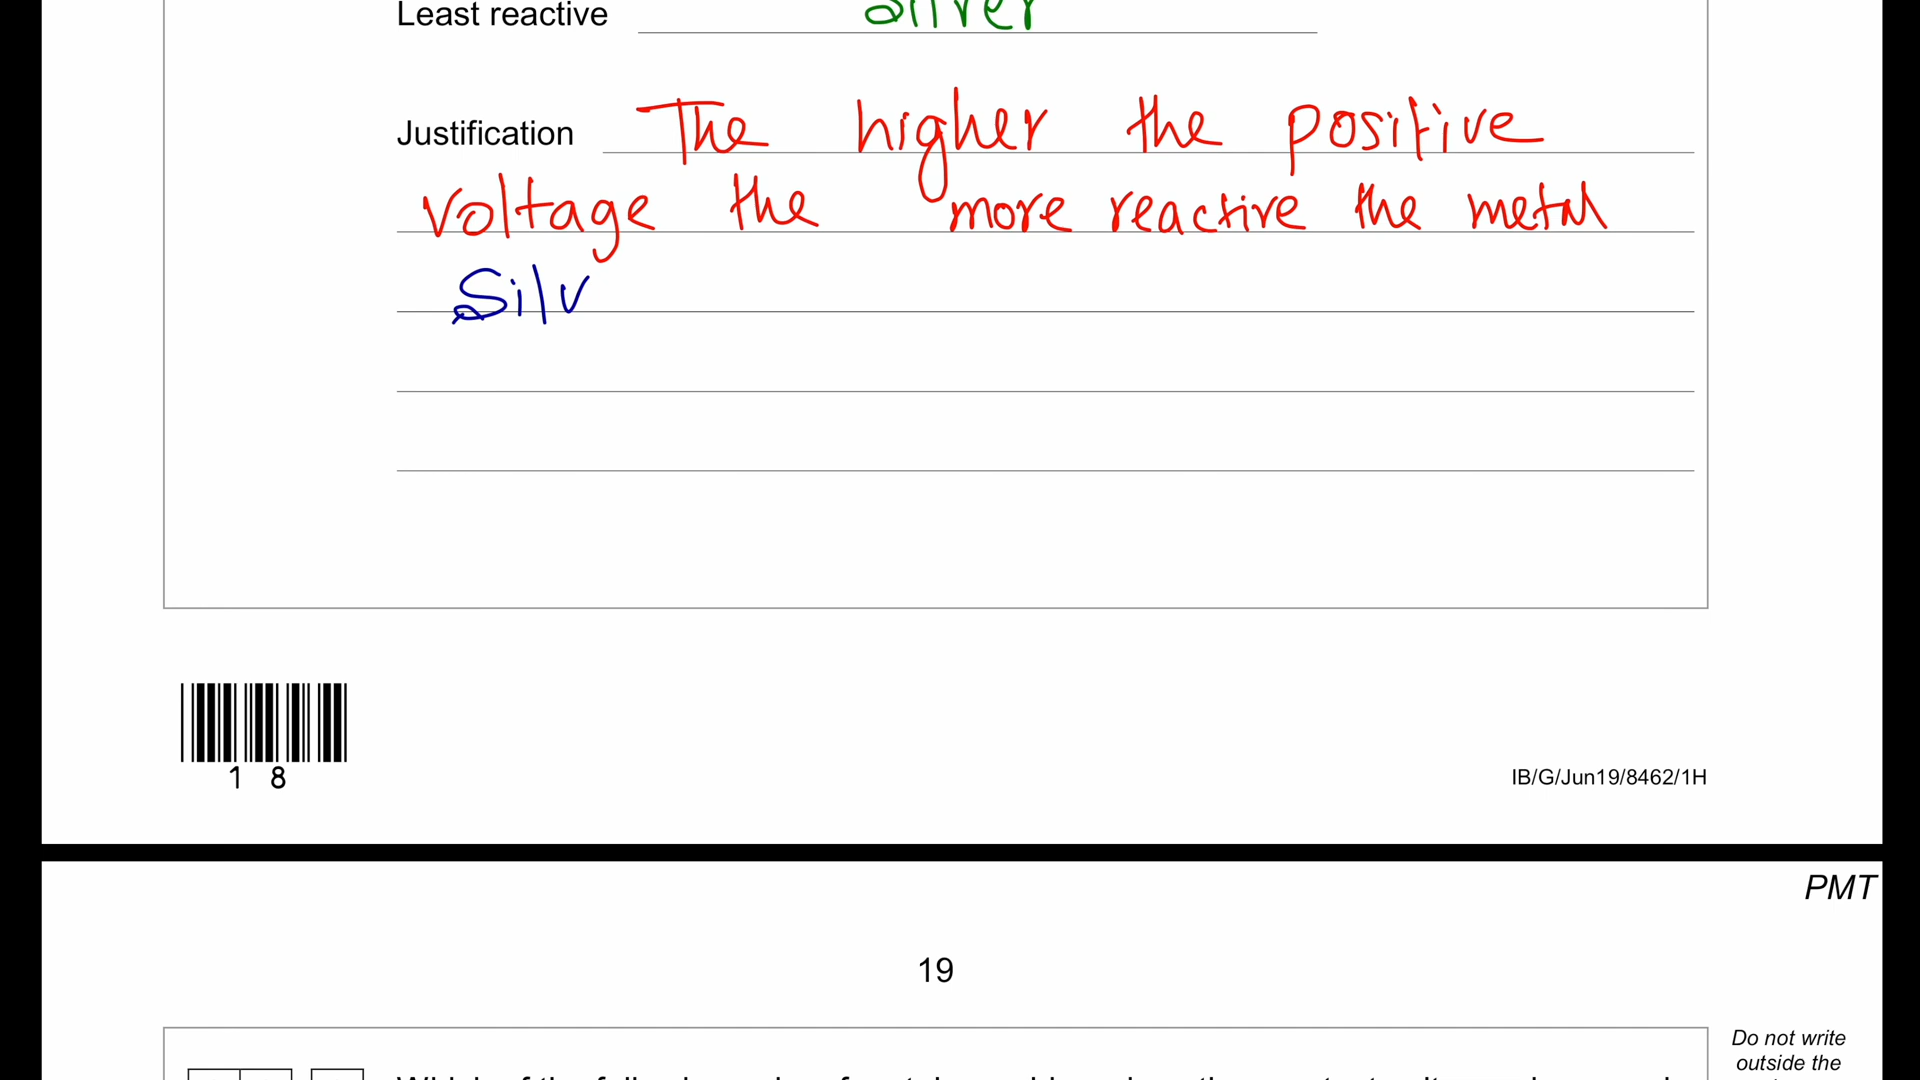 Least reactive silver
Justification The higher the positive
voltage the more reactive the metal
Silv
1 8
IB/G/Jun19/8462/1H
PMT
19
Do not write
outside the